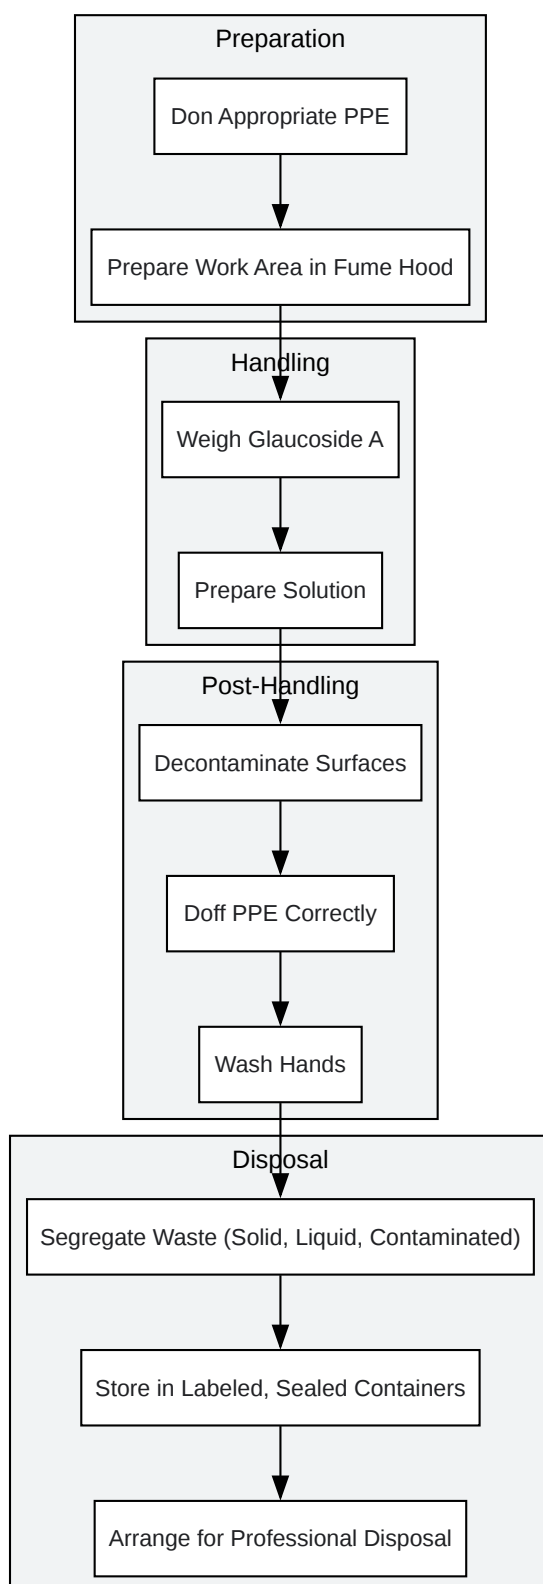 Preparation
Don Appropriate PPE
Prepare Work Area in Fume Hood
Handling
Weigh Glaucoside A
Prepare Solution
Post-Handling
Decontaminate Surfaces
Doff PPE Correctly
Wash Hands
Disposal
Segregate Waste (Solid, Liquid, Contaminated)
Store in Labeled, Sealed Containers
Arrange for Professional Disposal